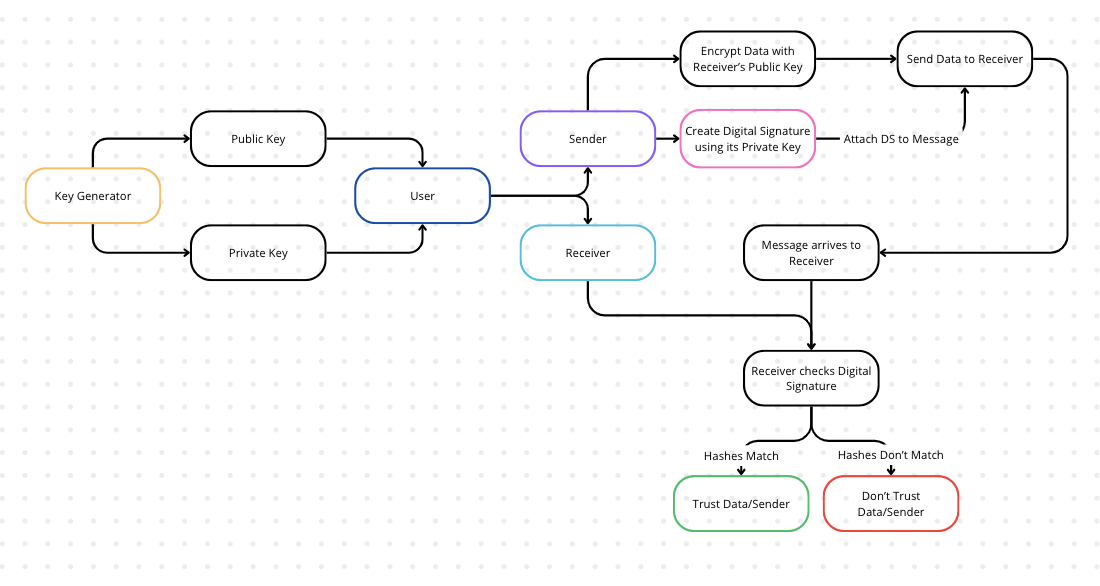 Encrypt Data with
Receiver’s Public Key
Send Data to Receiver
Public Key
Sender
Create Digital Signature
using its Private Key
Attach DS to Message
Key Generator
User
Private Key
Receiver
Message arrives to
Receiver
Receiver checks Digital
Signature
Hashes Match
Hashes Don’t Match
Trust Data/Sender
Don’t Trust
Data/Sender